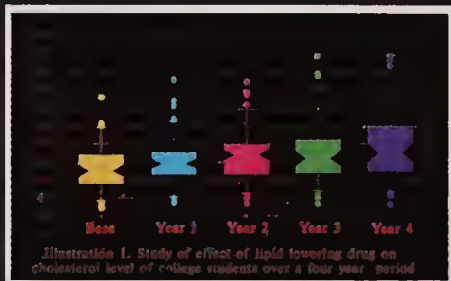 Base Year 1 Year 2 Year 3 Year 4
Illustration 1. Study of effect of lipid lowering drug on
cholesterol level of college students over a four year period